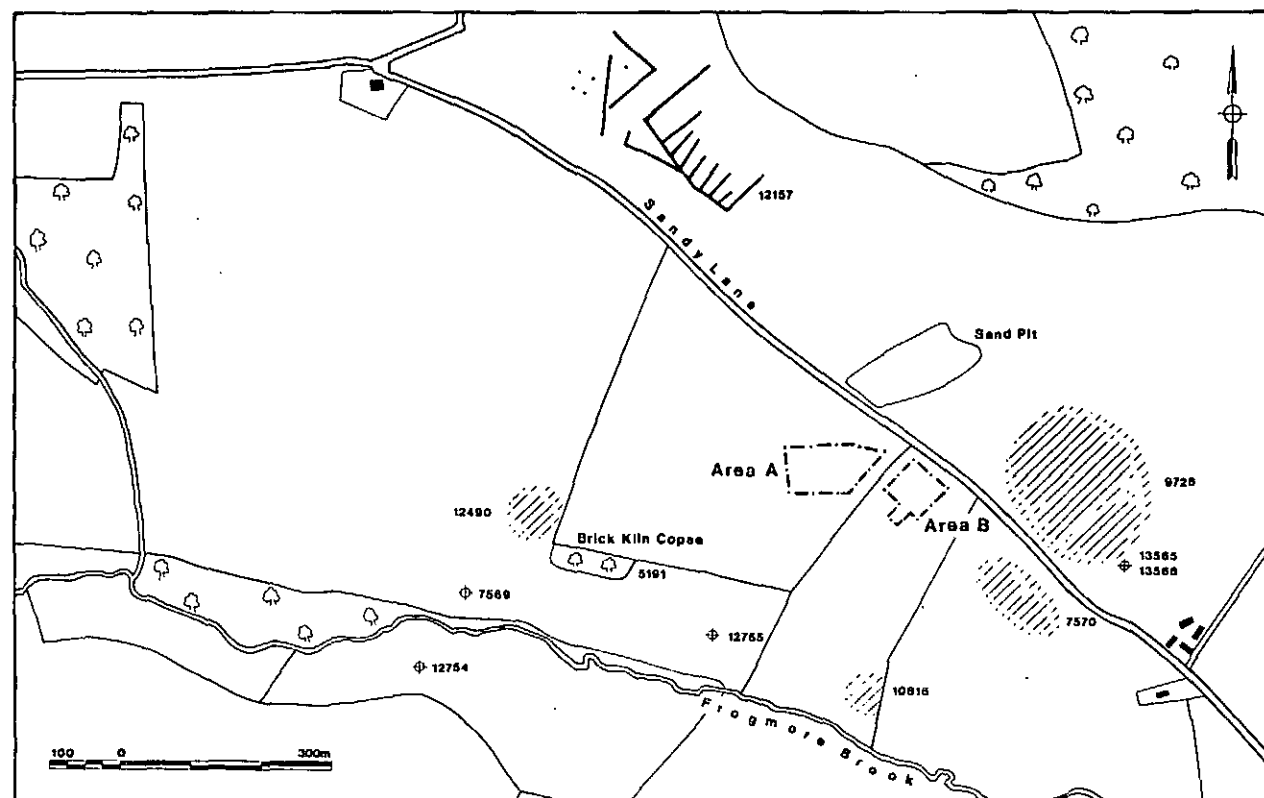 12157
Sandy Lane
Sand Pit
Area A
9728
12490
Area B
Brick Kiln Copse
13565
13566
5191
7569
7570
12755
12754
10816
Frogmore Brook
100 0 300m